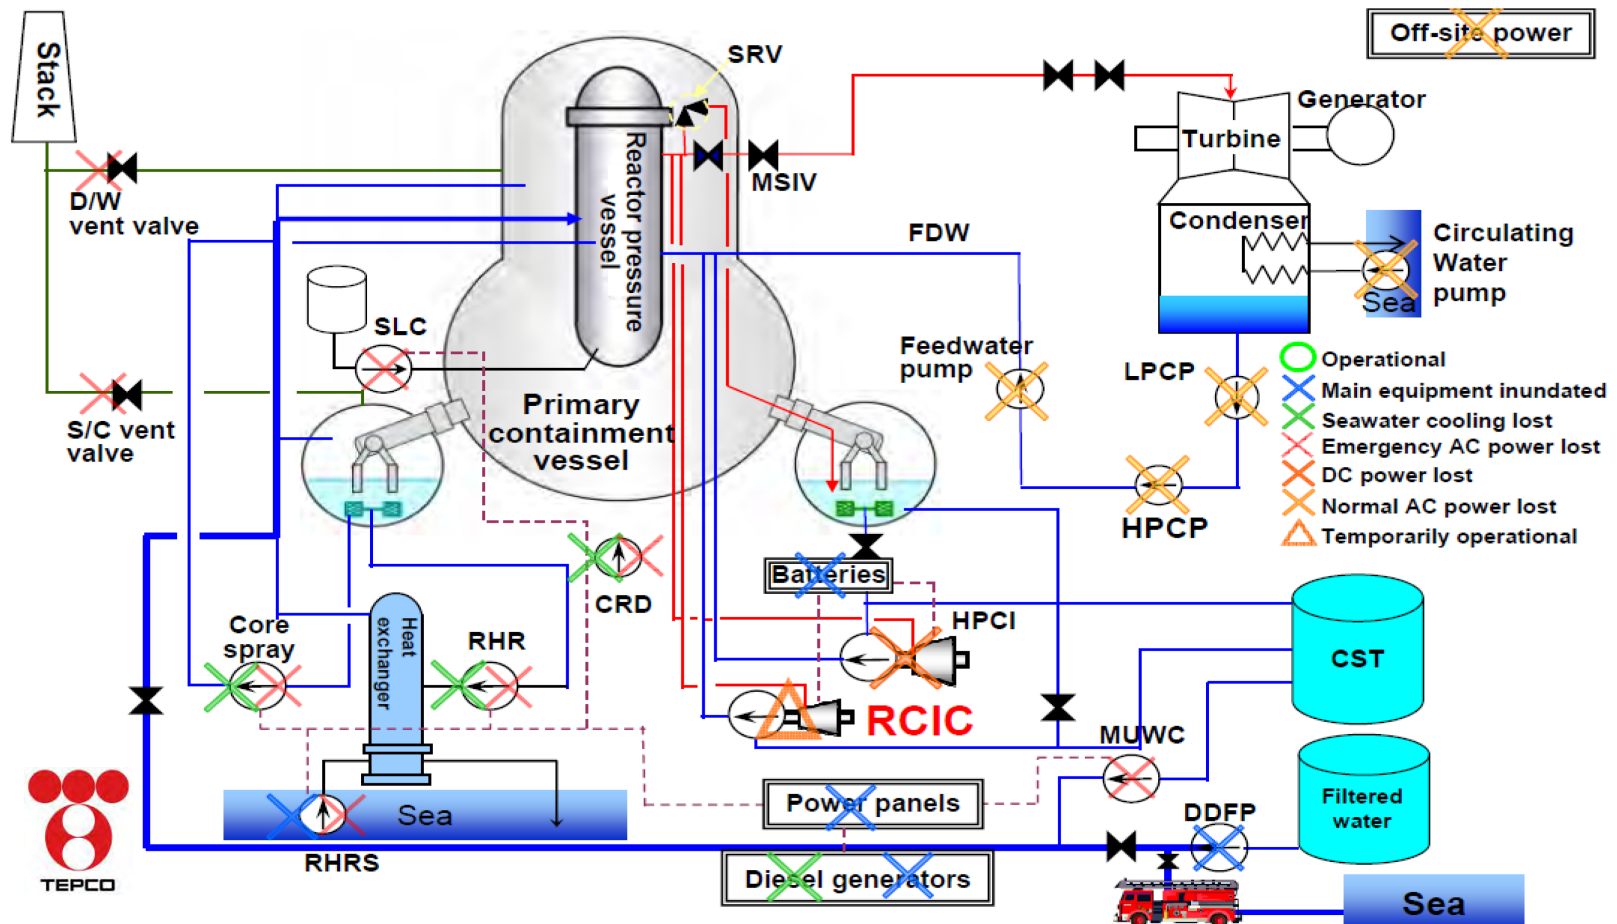 Stack
SRV
Off-site power
Generator
Turbine
MSIV
D/W
vent valve
Reactor pressure
vessel
FDW
Condenser
Circulating
Water
pump
Sea
SLC
Feedwater
pump
LPCP
Operational
Main equipment inundated
Seawater cooling lost
Emergency AC power lost
DC power lost
Normal AC power lost
Temporarily operational
S/C vent
valve
Primary
containment
vessel
HPCP
Batteries
CRD
HPCI
Core
spray
Heat
exchanger
RHR
CST
RCIC
MUWC
Power panels
Filtered
water
DDFP
Sea
RHRS
TEPCO
Diesel generators
Sea